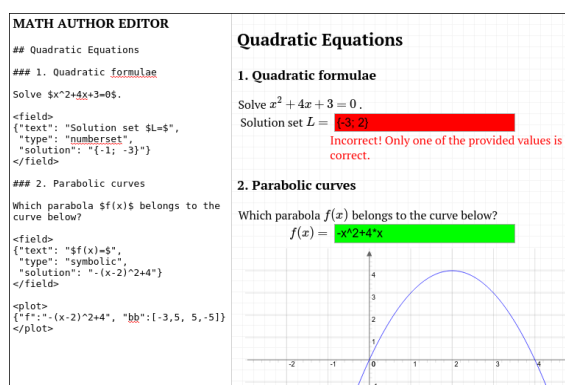 MATH AUTHOR EDITOR
## Quadratic Equations
### 1. Quadratic formulae
Solve $x^2+4x+3=0$.
<field>
{"text": "Solution set $L=$",
"type": "numberset",
"solution": "{-1; -3}"}
</field>
### 2. Parabolic curves
Which parabola $f(x)$ belongs to the
curve below?
<field>
{"text": "$f(x)=$",
"type": "symbolic",
"solution": "-(x-2)^2+4"}
</field>
<plot>
{"f":"-(x-2)^2+4", "bb":[-3,5, 5,-5]}
</plot>
Quadratic Equations
1. Quadratic formulae
Solve x² + 4x + 3 = 0 .
Solution set L = {-3; 2}
Incorrect! Only one of the provided values is
correct.
2. Parabolic curves
Which parabola f(x) belongs to the curve below?
f(x) = -x^2+4*x
4
3
2
1
-2 -1 0 1 2 3 4